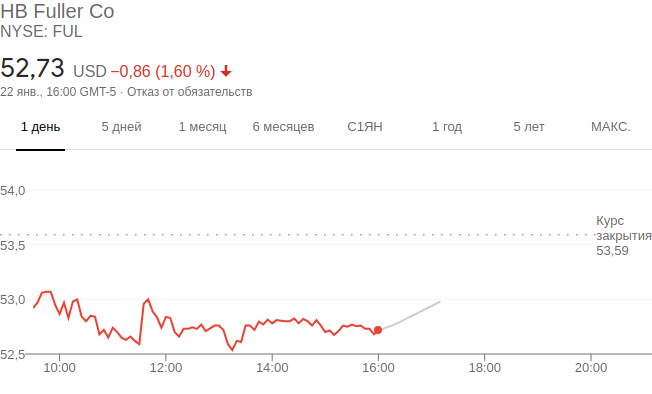 HB Fuller Co
NYSE: FUL
52,73 USD −0,86 (1,60 %)
22 янв., 16:00 GMT-5 · Отказ от обязательств
1 день 5 дней 1 месяц 6 месяцев С1ЯН 1 год 5 лет МАКС.
54,0
Курс
закрытия
53,59
53,5
53,0
52,5
10:00 12:00 14:00 16:00 18:00 20:00